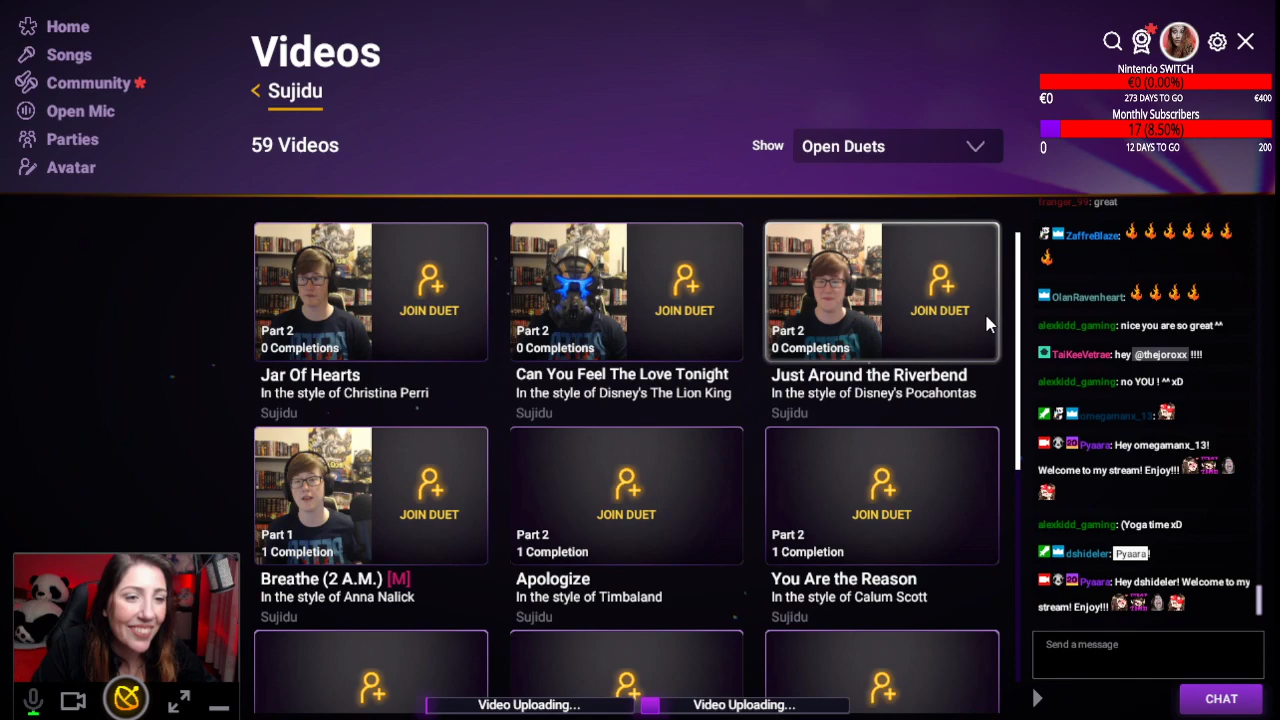 Home
Songs
Community *
Open Mic
Parties
Avatar
Videos
< Sujidu
59 Videos
Show
Open Duets
Nintendo SWITCH
€0 (0.00%)
€0
273 DAYS TO GO
€400
Monthly Subscribers
17 (8.50%)
0
12 DAYS TO GO
200
Part 2
0 Completions
JOIN DUET
Jar Of Hearts
In the style of Christina Perri
Sujidu
Part 2
0 Completions
JOIN DUET
Can You Feel The Love Tonight
In the style of Disney's The Lion King
Sujidu
Part 2
0 Completions
JOIN DUET
Just Around the Riverbend
In the style of Disney's Pocahontas
Sujidu
Part 1
1 Completion
JOIN DUET
Breathe (2 A.M.) [M]
In the style of Anna Nalick
Sujidu
Part 2
1 Completion
JOIN DUET
Apologize
In the style of Timbaland
Sujidu
Part 2
1 Completion
JOIN DUET
You Are the Reason
In the style of Calum Scott
Sujidu
Video Uploading...
Video Uploading...
franger_99: great
ZaffreBlaze:
OlanRavenheart:
alexkidd_gaming: nice you are so great^^
TaiKeeVetrae: hey @thejoroxx !!!!
alexkidd_gaming: no YOU ! ^^ xD
omegamanx_13:
Pyaara: Hey omegamanx_13!
Welcome to my stream! Enjoy!!!
alexkidd_gaming: (Yoga time xD
dshideler: Pyaara !
Pyaara: Hey dshideler! Welcome to my
stream! Enjoy!!!
Send a message
CHAT